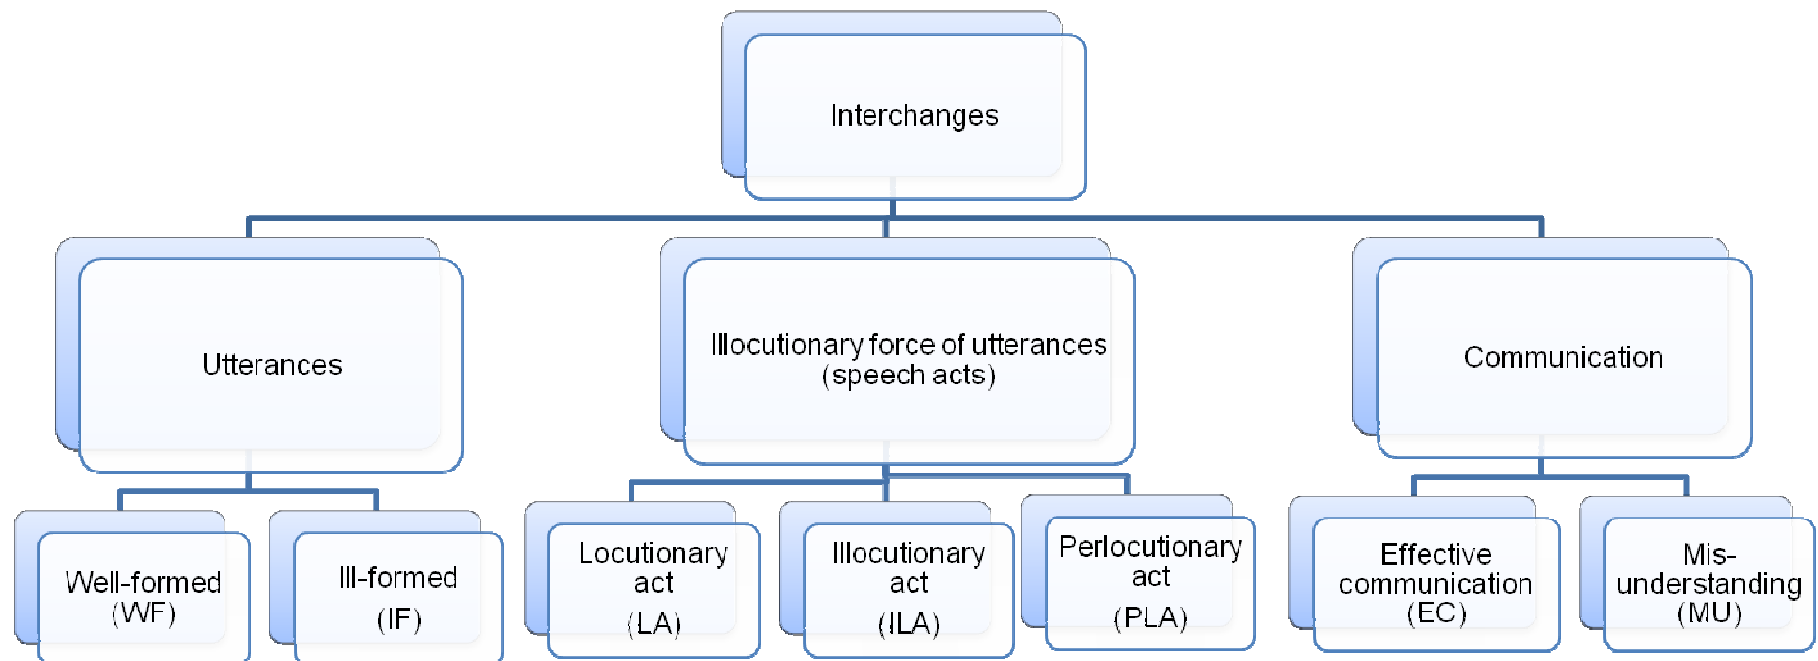 Interchanges
Utterances
Illocutionary force of utterances
(speech acts)
Communication
Well-formed
(WF)
Ill-formed
(IF)
Locutionary
act
(LA)
Illocutionary
act
(ILA)
Perlocutionary
act
(PLA)
Effective
communication
(EC)
Mis-
understanding
(MU)